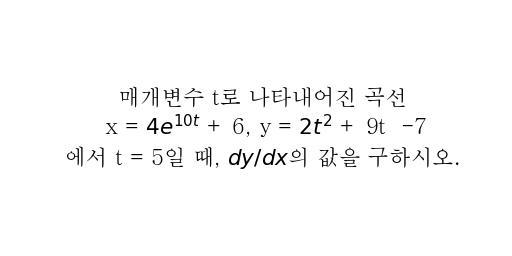 매개변수 t로 나타내어진 곡선
x = 4e^{10t} + 6, y = 2t^2 + 9t -7
에서 t = 5일 때, dy/dx의 값을 구하시오.